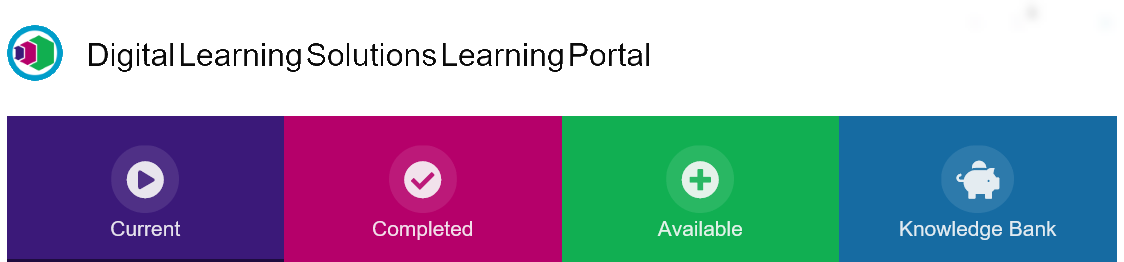 Digital Learning Solutions Learning Portal
Current
Completed
Available
Knowledge Bank